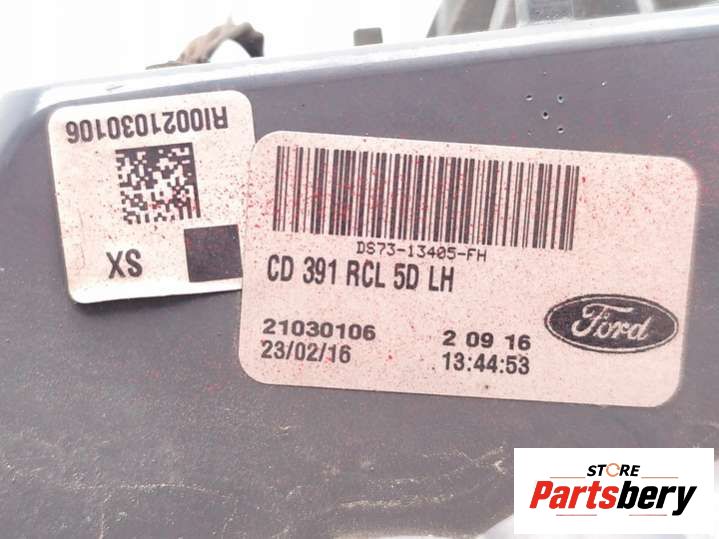 RI0021030106
SX
DS73-13405-FH
CD 391 RCL 5D LH
21030106 2 09 16
23/02/16 13:44:53
Ford
STORE
Partsbery